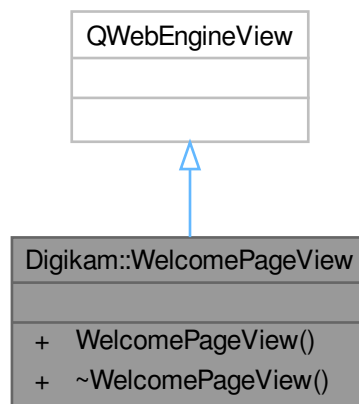 QWebEngineView
Digikam::WelcomePageView
+ WelcomePageView()
+ ~WelcomePageView()